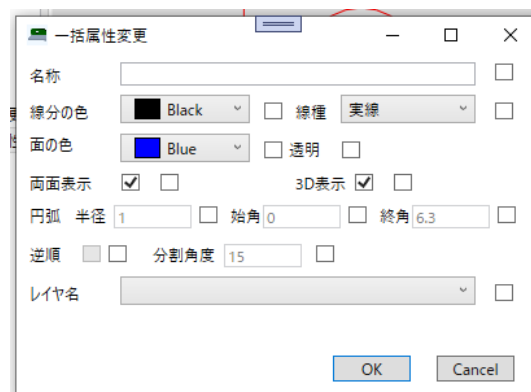 一括属性変更
名称
線分の色 Black 線種 実線
面の色 Blue 透明
両面表示 3D表示
円弧 半径 1 始角 0 終角 6.3
逆順 分割角度 15
レイヤ名
OK Cancel